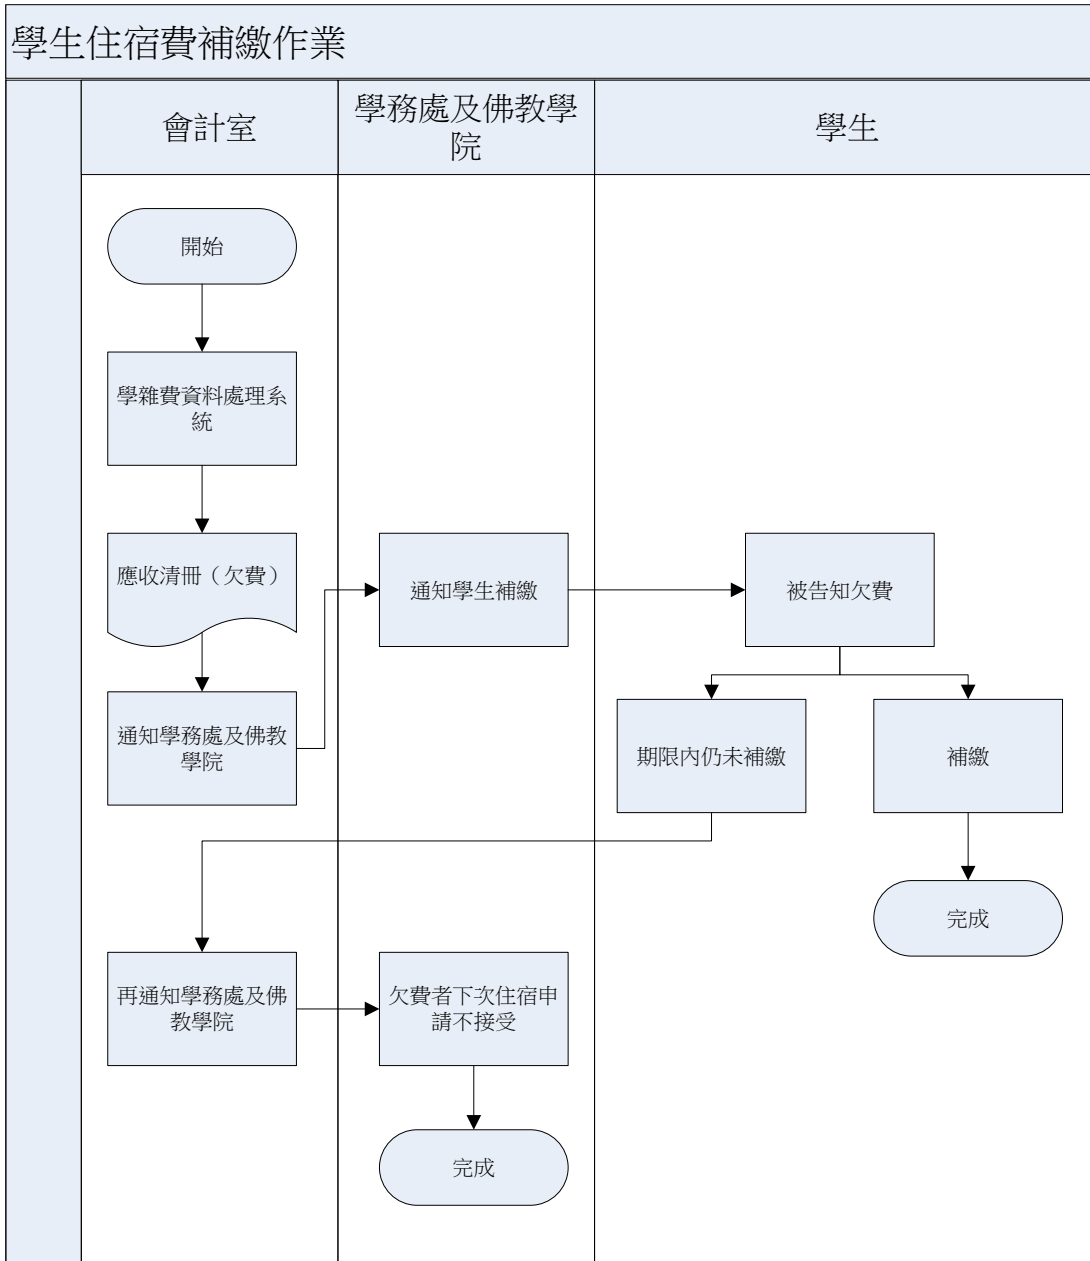 學生住宿費補繳作業
會計室
學務處及佛教學
院
學生
開始
學雜費資料處理系
統
應收清冊（欠費）
通知學生補繳
被告知欠費
通知學務處及佛教
學院
期限內仍未補繳
補繳
完成
再通知學務處及佛
教學院
欠費者下次住宿申
請不接受
完成